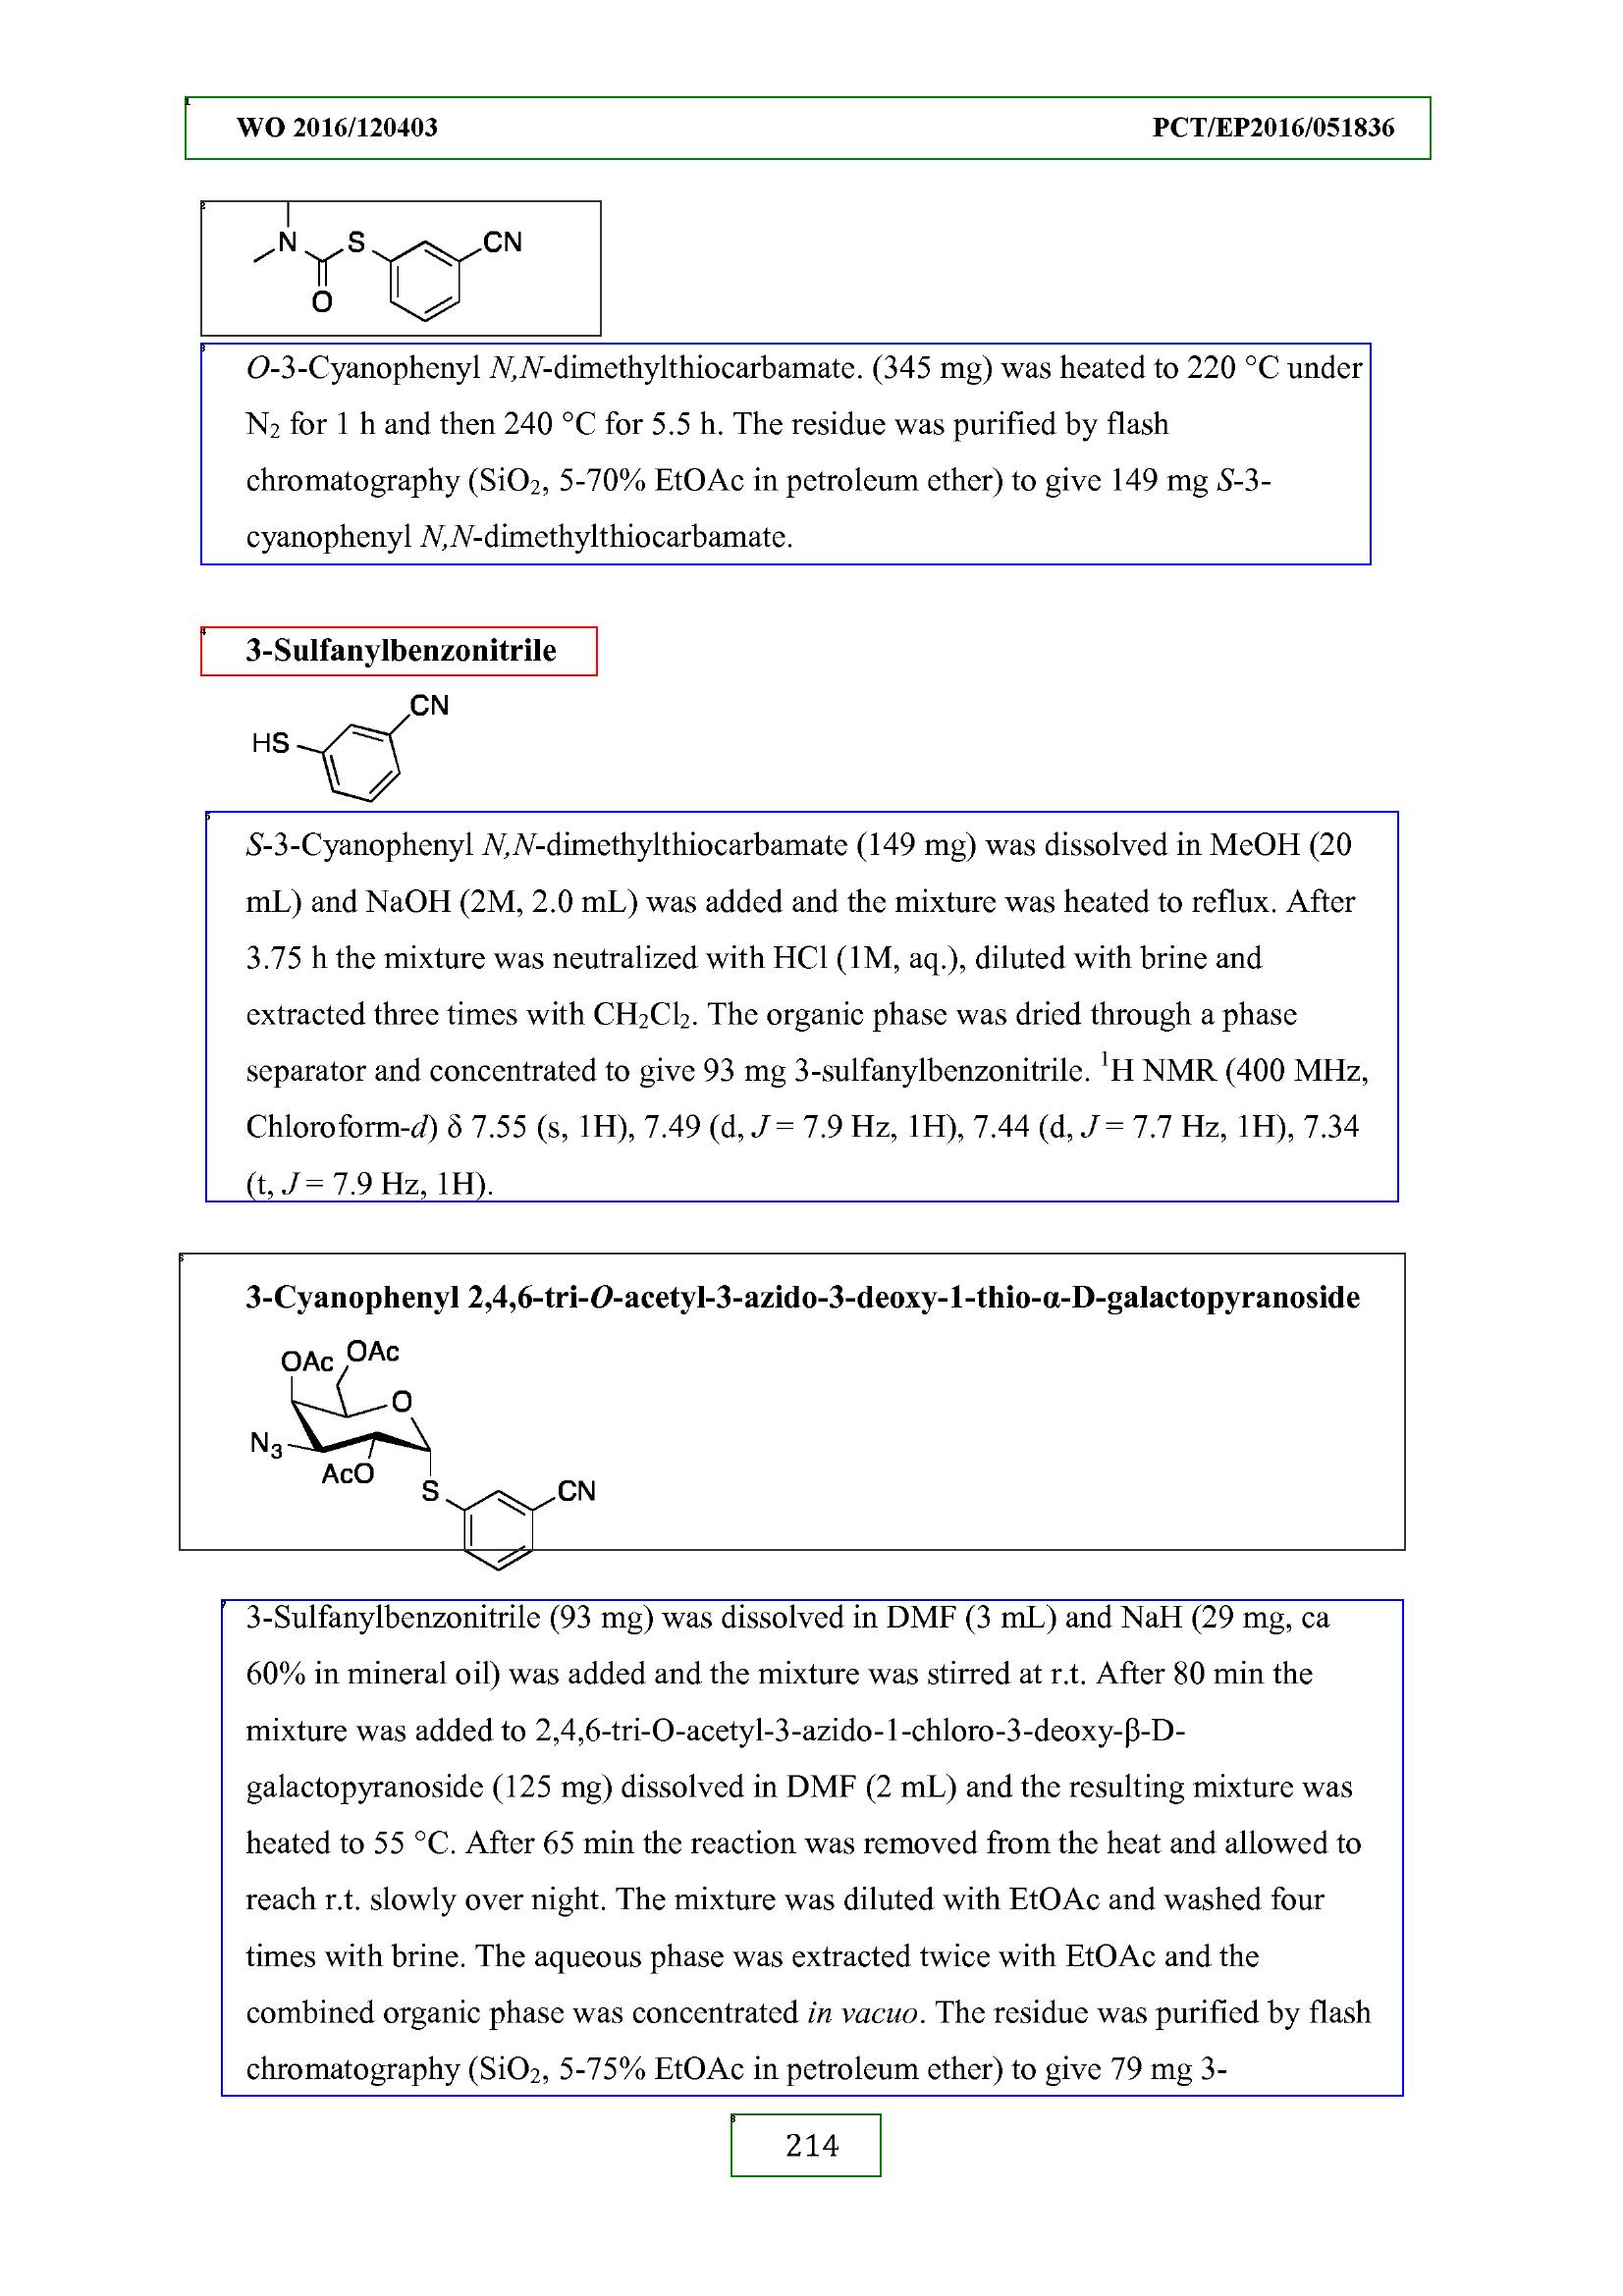 WO 2016/120403 PCT/EP2016/051836
N S CN
O
O-3-Cyanophenyl N,N-dimethylthiocarbamate. (345 mg) was heated to 220 °C under
N₂ for 1 h and then 240 °C for 5.5 h. The residue was purified by flash
chromatography (SiO₂, 5-70% EtOAc in petroleum ether) to give 149 mg S-3-
cyanophenyl N,N-dimethylthiocarbamate.
3-Sulfanylbenzonitrile
CN
HS
S-3-Cyanophenyl N,N-dimethylthiocarbamate (149 mg) was dissolved in MeOH (20
mL) and NaOH (2M, 2.0 mL) was added and the mixture was heated to reflux. After
3.75 h the mixture was neutralized with HCl (1M, aq.), diluted with brine and
extracted three times with CH₂Cl₂. The organic phase was dried through a phase
separator and concentrated to give 93 mg 3-sulfanylbenzonitrile. ¹H NMR (400 MHz,
Chloroform-d) δ 7.55 (s, 1H), 7.49 (d, J = 7.9 Hz, 1H), 7.44 (d, J = 7.7 Hz, 1H), 7.34
(t, J = 7.9 Hz, 1H).
3-Cyanophenyl 2,4,6-tri-O-acetyl-3-azido-3-deoxy-1-thio-α-D-galactopyranoside
OAc OAc
O
N₃
AcO
S CN
3-Sulfanylbenzonitrile (93 mg) was dissolved in DMF (3 mL) and NaH (29 mg, ca
60% in mineral oil) was added and the mixture was stirred at r.t. After 80 min the
mixture was added to 2,4,6-tri-O-acetyl-3-azido-1-chloro-3-deoxy-β-D-
galactopyranoside (125 mg) dissolved in DMF (2 mL) and the resulting mixture was
heated to 55 °C. After 65 min the reaction was removed from the heat and allowed to
reach r.t. slowly over night. The mixture was diluted with EtOAc and washed four
times with brine. The aqueous phase was extracted twice with EtOAc and the
combined organic phase was concentrated in vacuo. The residue was purified by flash
chromatography (SiO₂, 5-75% EtOAc in petroleum ether) to give 79 mg 3-
214